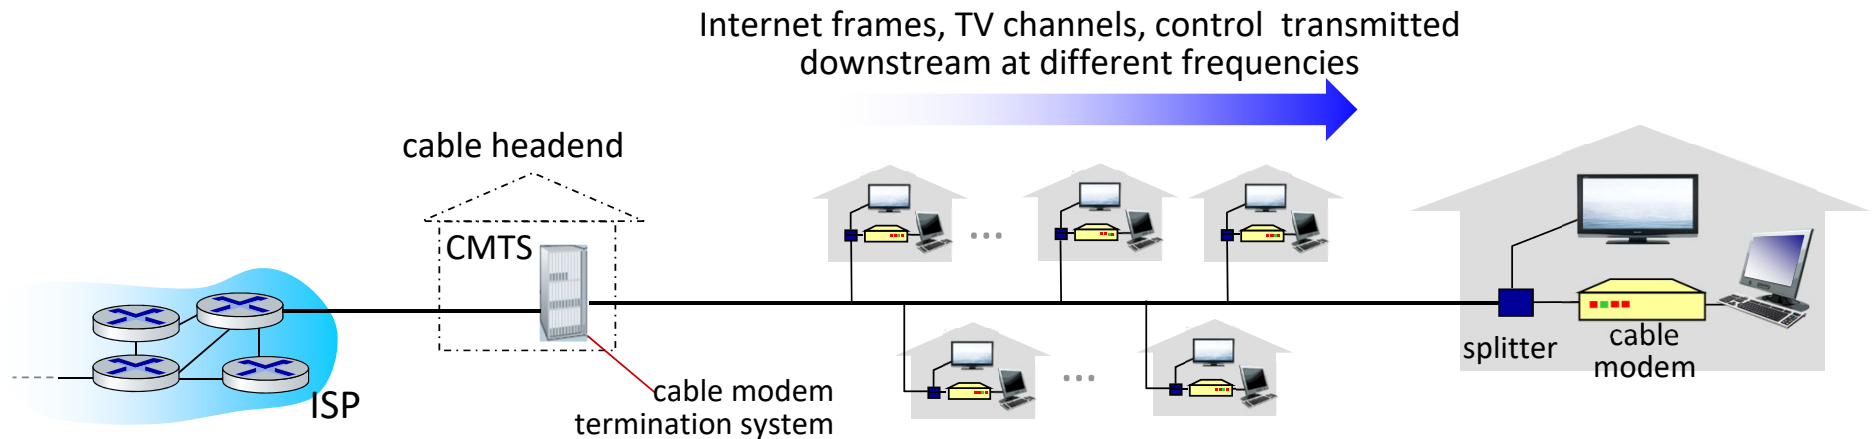 Internet frames, TV channels, control transmitted
downstream at different frequencies
cable headend
CMTS
ISP
cable modem
termination system
splitter
cable
modem